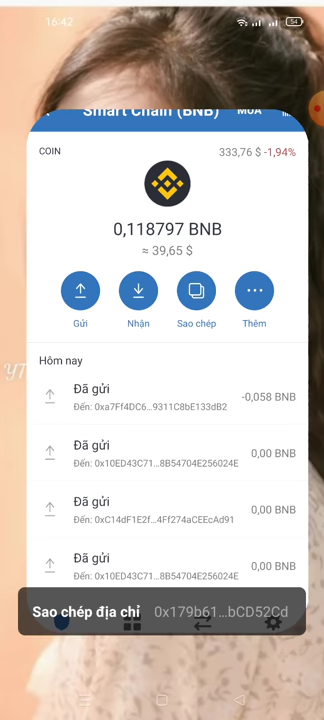 16:42
54
Smart Chain (BNB)
MUA
COIN
333,76 $ -1,94%
0,118797 BNB
≈ 39,65 $
Gửi
Nhận
Sao chép
Thêm
Hôm nay
YT
Đã gửi
-0,058 BNB
Đến: 0xa7Ff4DC6...9311C8bE133dB2
Đã gửi
0,00 BNB
Đến: 0x10ED43C71...8B54704E256024E
Đã gửi
0,00 BNB
Đến: 0xC14dF1E2f...4Ff274aCEEcAd91
Đã gửi
0,00 BNB
Đến: 0x10ED43C71...8B54704E256024E
Sao chép địa chỉ 0x179b61...bCD52Cd